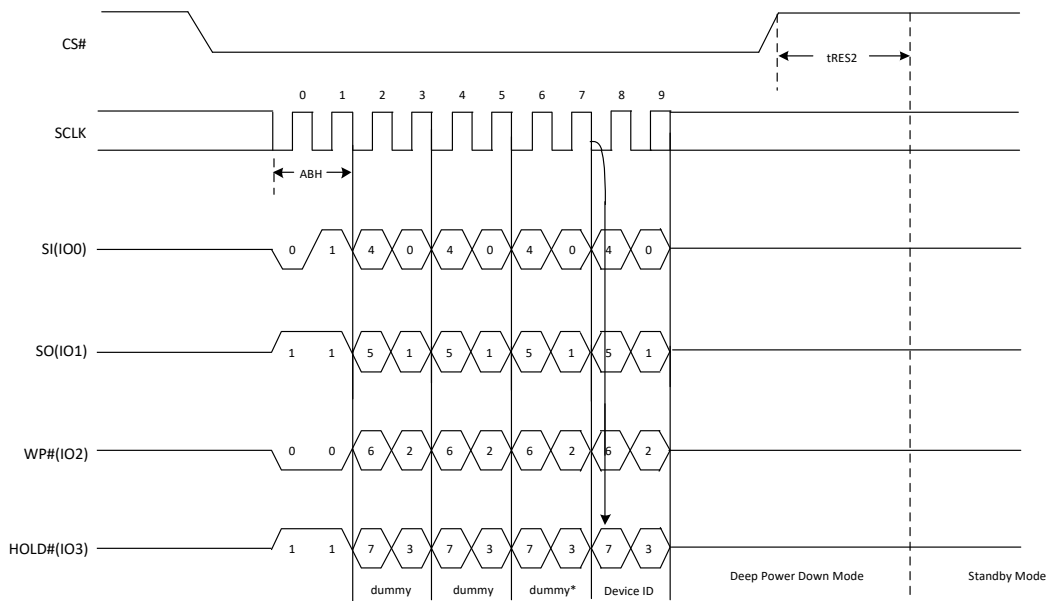 CS#
tRES2
0 1 2 3 4 5 6 7 8 9
SCLK
ABH
SI(IO0) 0 1 4 0 4 0 4 0 4 0
SO(IO1) 1 1 5 1 5 1 5 1 5 1
WP#(IO2) 0 0 6 2 6 2 6 2 6 2
HOLD#(IO3) 1 1 7 3 7 3 7 3 7 3
dummy dummy dummy* Device ID Deep Power Down Mode Standby Mode